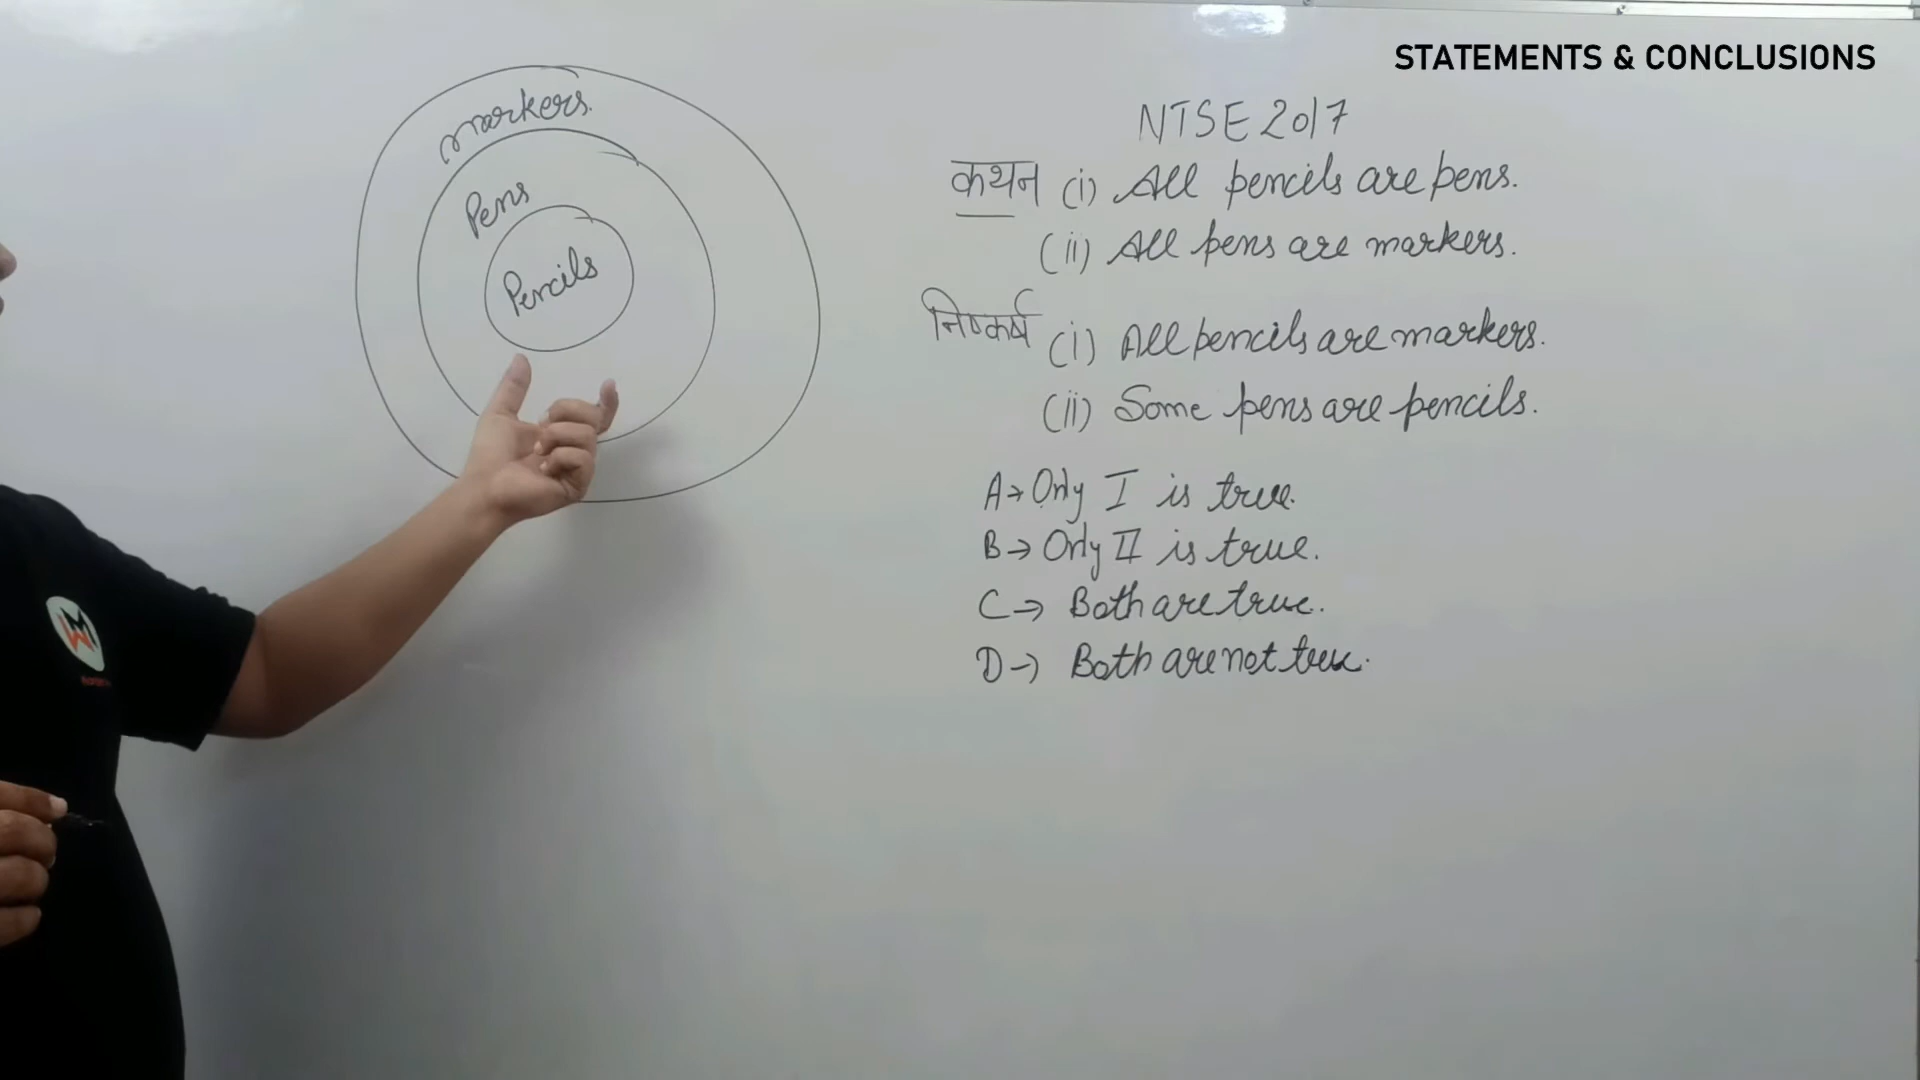 STATEMENTS & CONCLUSIONS
markers.
Pens
Pencils
NTSE 2017
कथन (i) All pencils are pens.
(ii) All pens are markers.
निष्कर्ष (i) All pencils are markers.
(ii) Some pens are pencils.
A→ Only I is true.
B→ Only II is true.
C→ Both are true.
D→ Both are not true.